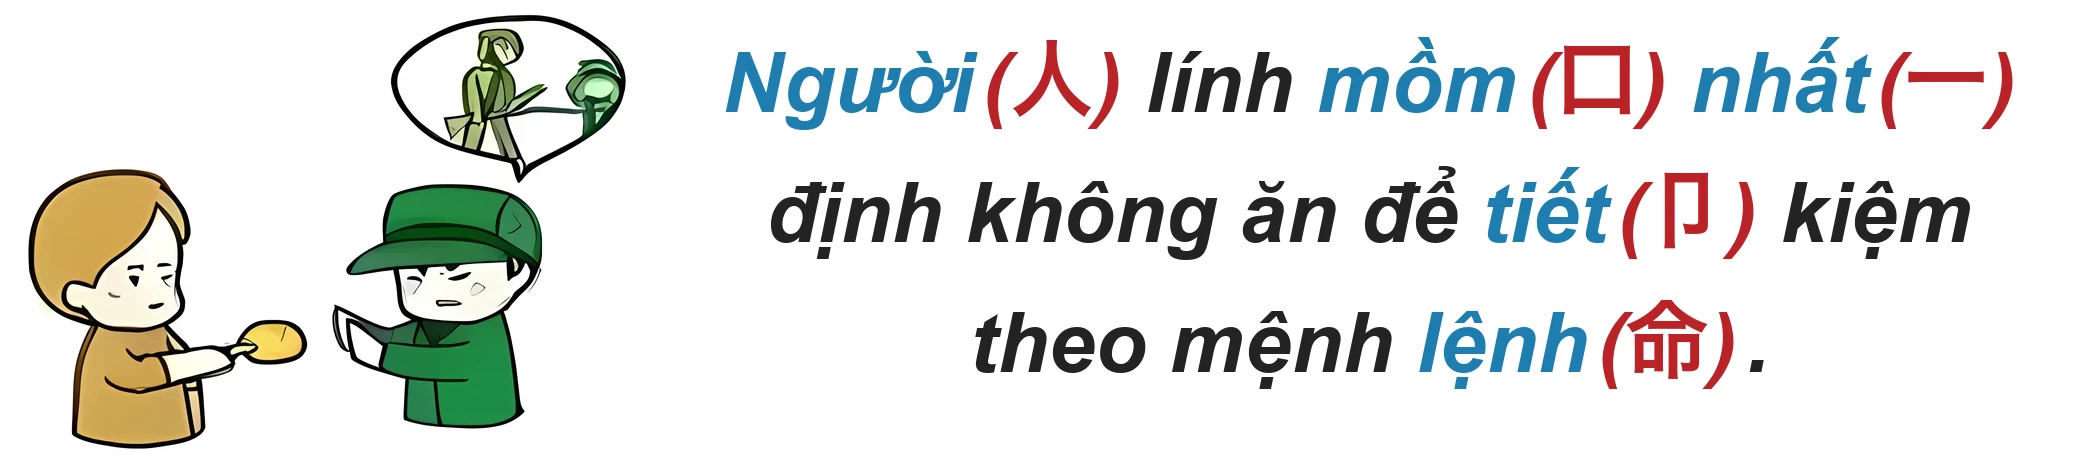 Người(人) lính mồm(口) nhất(一)
định không ăn để tiết(卩) kiệm
theo mệnh lệnh(命).